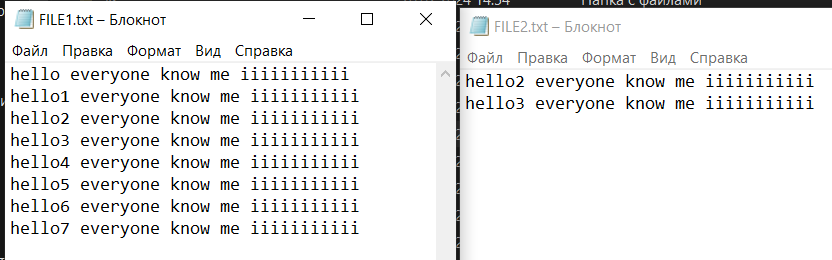 FILE1.txt – Блокнот
Файл Правка Формат Вид Справка
hello everyone know me iiiiiiiiiii
hello1 everyone know me iiiiiiiiiii
hello2 everyone know me iiiiiiiiiii
hello3 everyone know me iiiiiiiiiii
hello4 everyone know me iiiiiiiiiii
hello5 everyone know me iiiiiiiiiii
hello6 everyone know me iiiiiiiiiii
hello7 everyone know me iiiiiiiiiii
Папка с файлами
FILE2.txt – Блокнот
Файл Правка Формат Вид Справка
hello2 everyone know me iiiiiiiiiii
hello3 everyone know me iiiiiiiiiii